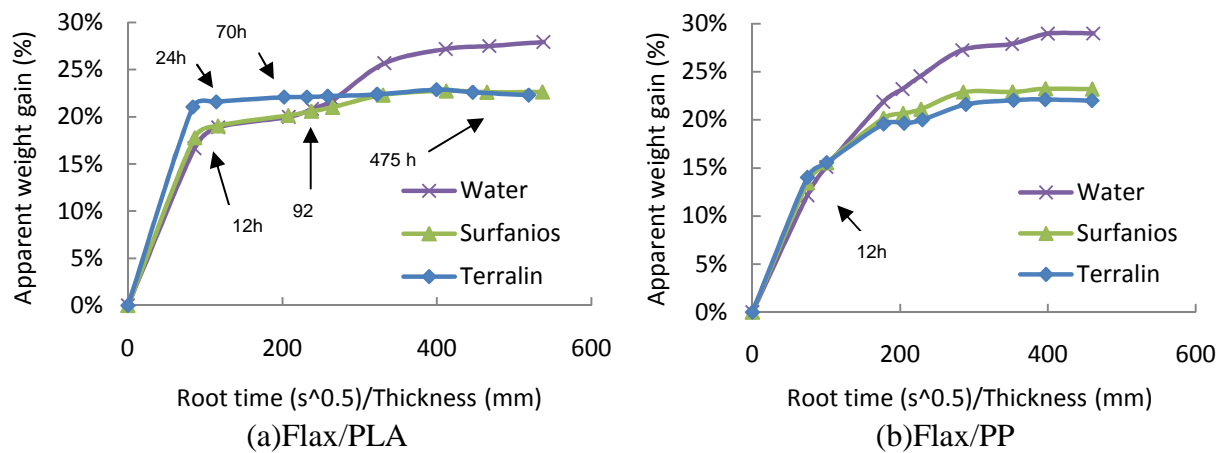 30%
25%
20%
15%
10%
5%
0%
Apparent weight gain (%)
24h
70h
12h
92
475 h
Water
Surfanios
Terralin
0 200 400 600
Root time (s^0.5)/Thickness (mm)
(a)Flax/PLA
30%
25%
20%
15%
10%
5%
0%
Apparent weight gain (%)
12h
Water
Surfanios
Terralin
0 200 400 600
Root time (s^0.5)/Thickness (mm)
(b)Flax/PP